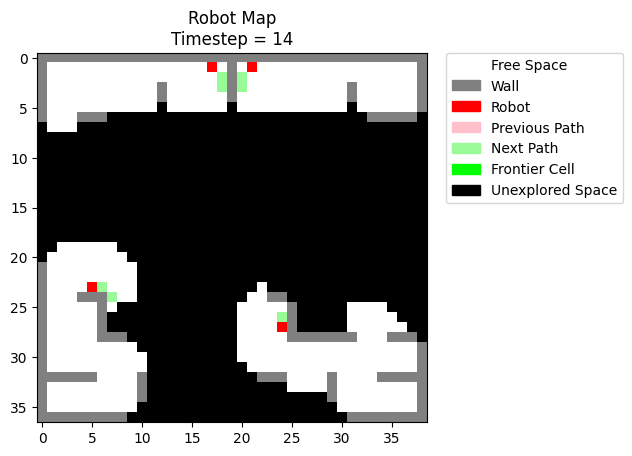 Robot Map
Timestep = 14
Free Space
Wall
Robot
Previous Path
Next Path
Frontier Cell
Unexplored Space
0
5
10
15
20
25
30
35
0 5 10 15 20 25 30 35